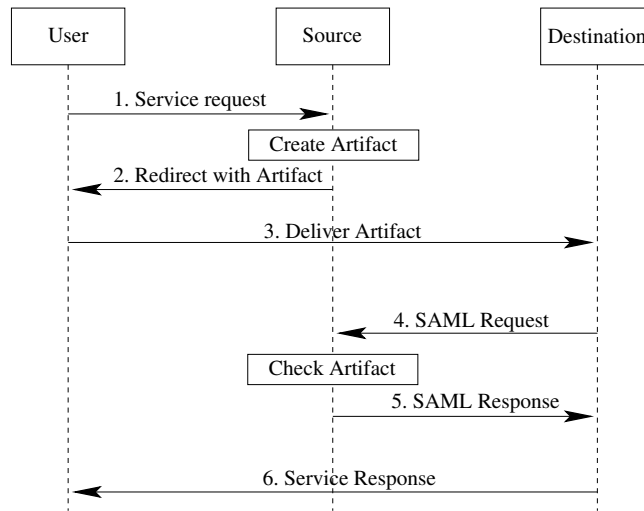 User
Source
Destination
1. Service request
Create Artifact
2. Redirect with Artifact
3. Deliver Artifact
4. SAML Request
Check Artifact
5. SAML Response
6. Service Response